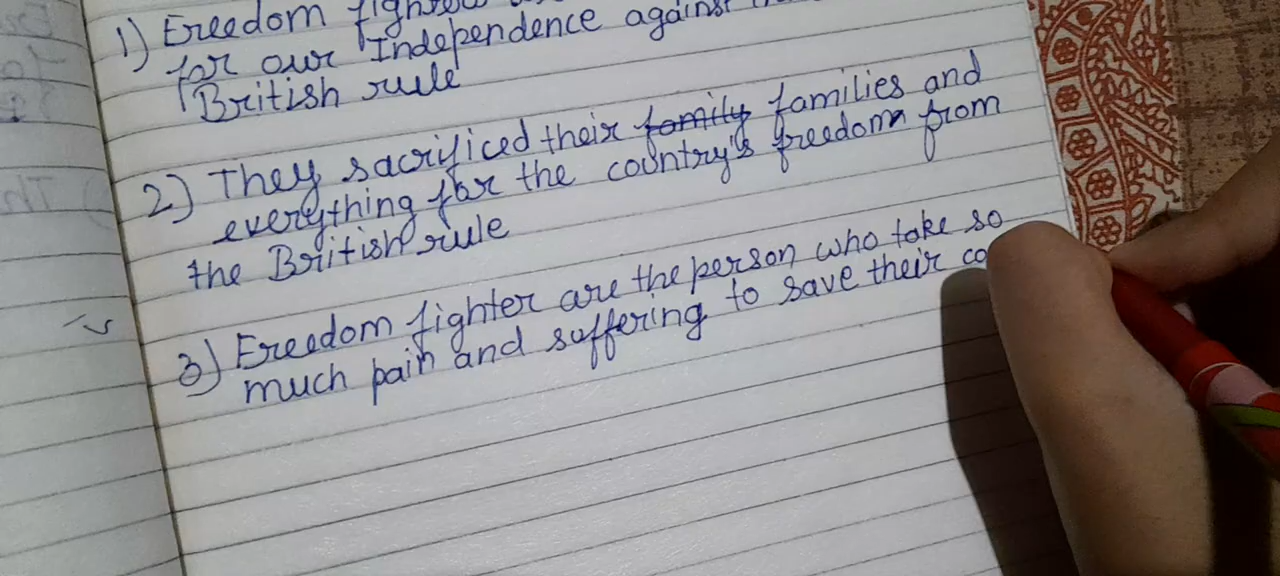 1) Freedom
for our Independence against
British rule
2) They sacrificed their family families and
everything for the country's freedom from
the British rule
3) Freedom fighter are the person who take so
much pain and suffering to save their co